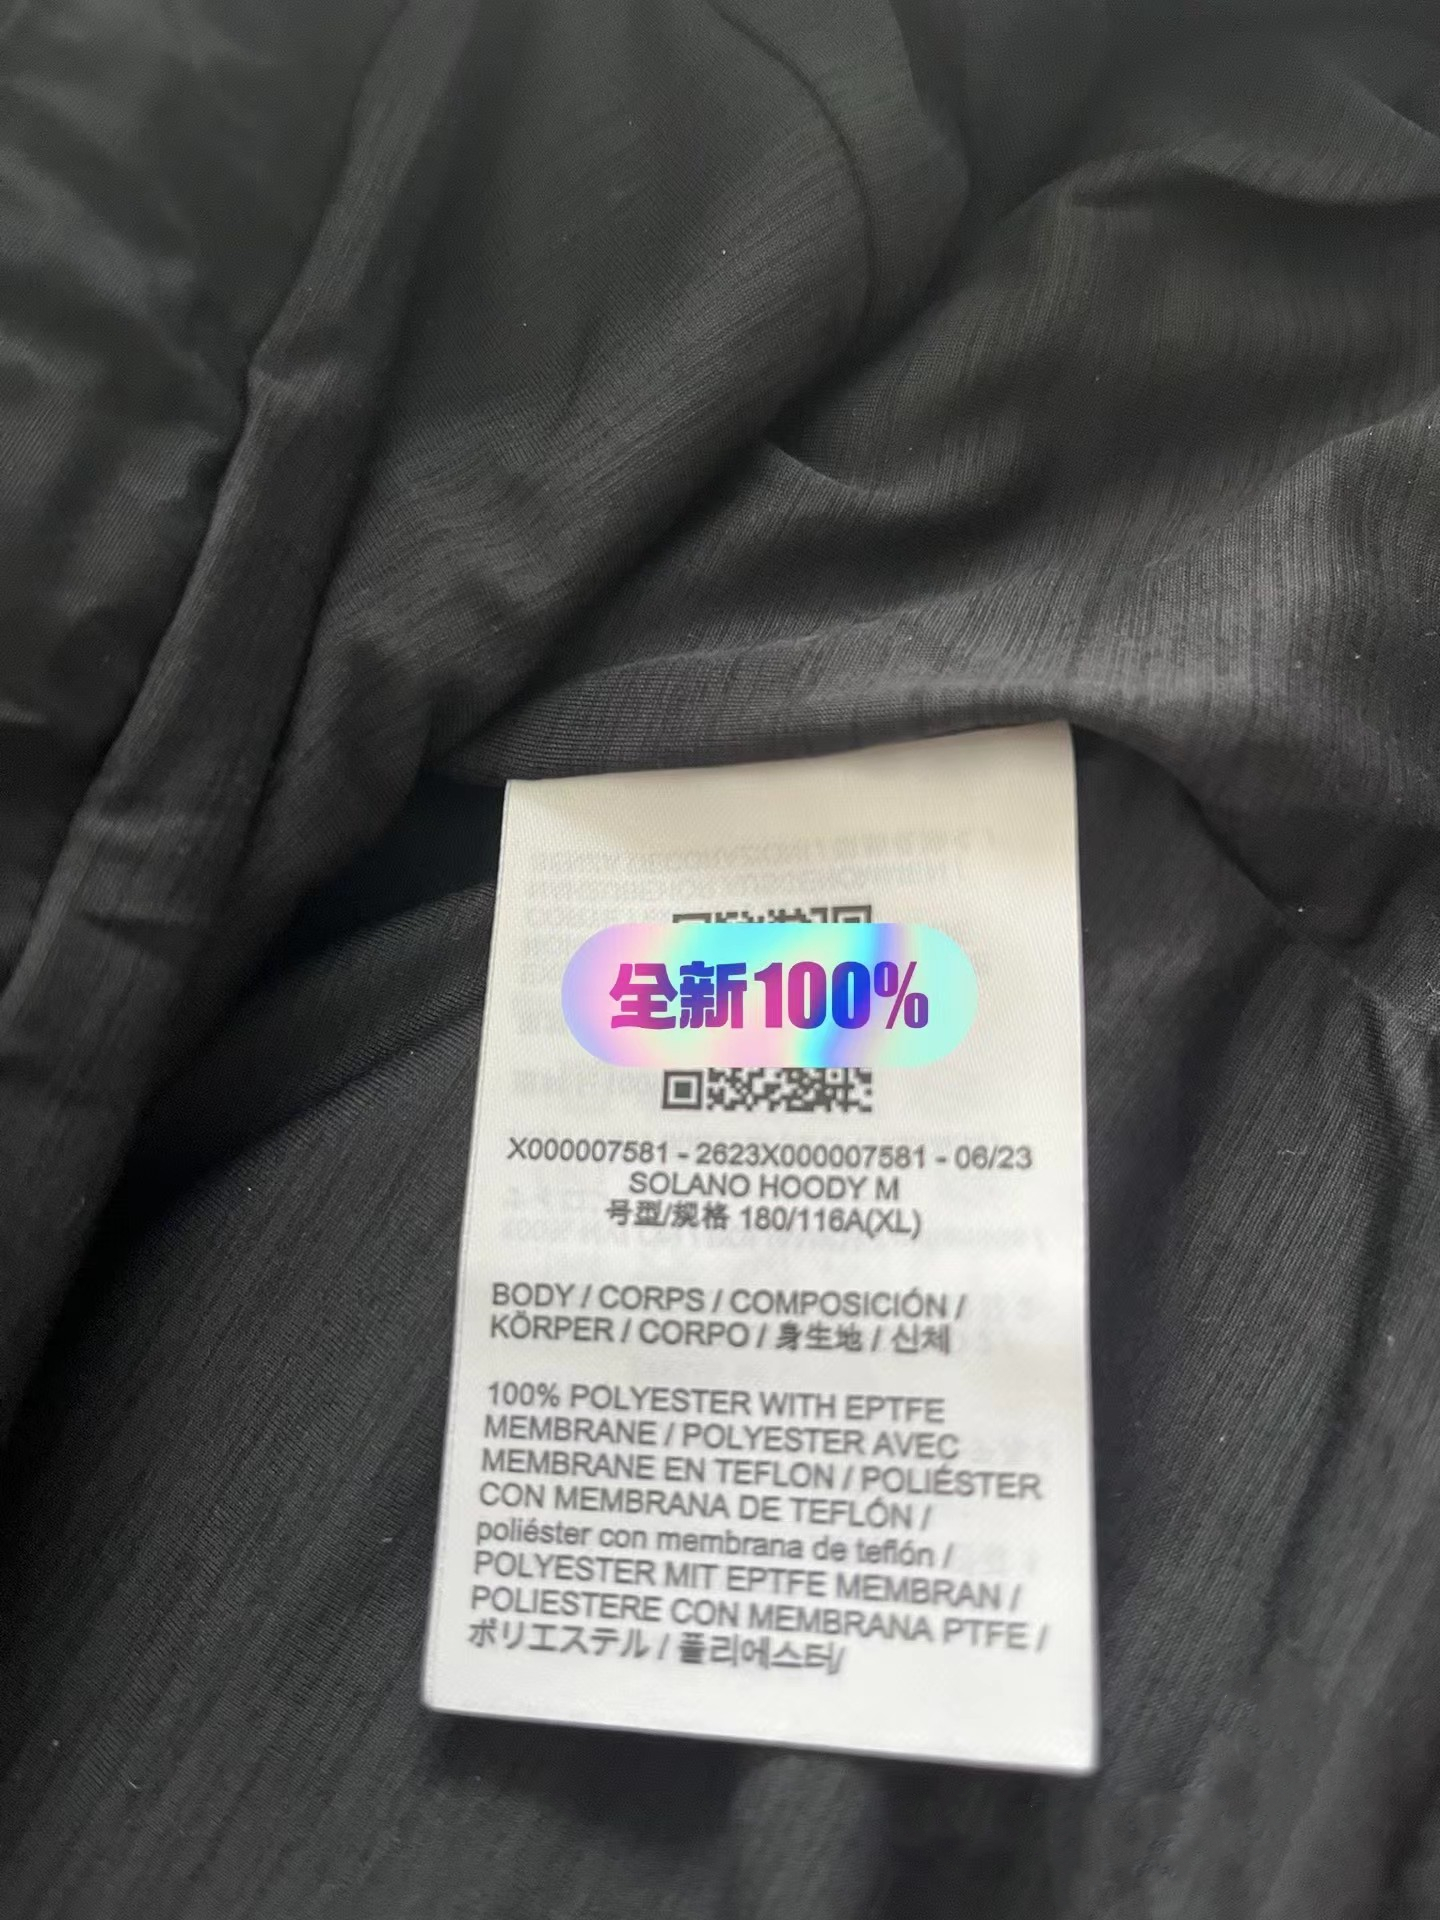 全新100%
X000007581 - 2623X000007581 - 06/23
SOLANO HOODY M
号型/规格 180/116A(XL)
BODY / CORPS / COMPOSICIÓN /
KÖRPER / CORPO / 身生地 / 신체
100% POLYESTER WITH EPTFE
MEMBRANE / POLYESTER AVEC
MEMBRANE EN TEFLON / POLIÉSTER
CON MEMBRANA DE TEFLÓN /
poliéster con membrana de teflón /
POLYESTER MIT EPTFE MEMBRAN /
POLIESTERE CON MEMBRANA PTFE /
ポリエステル / 폴리에스터/